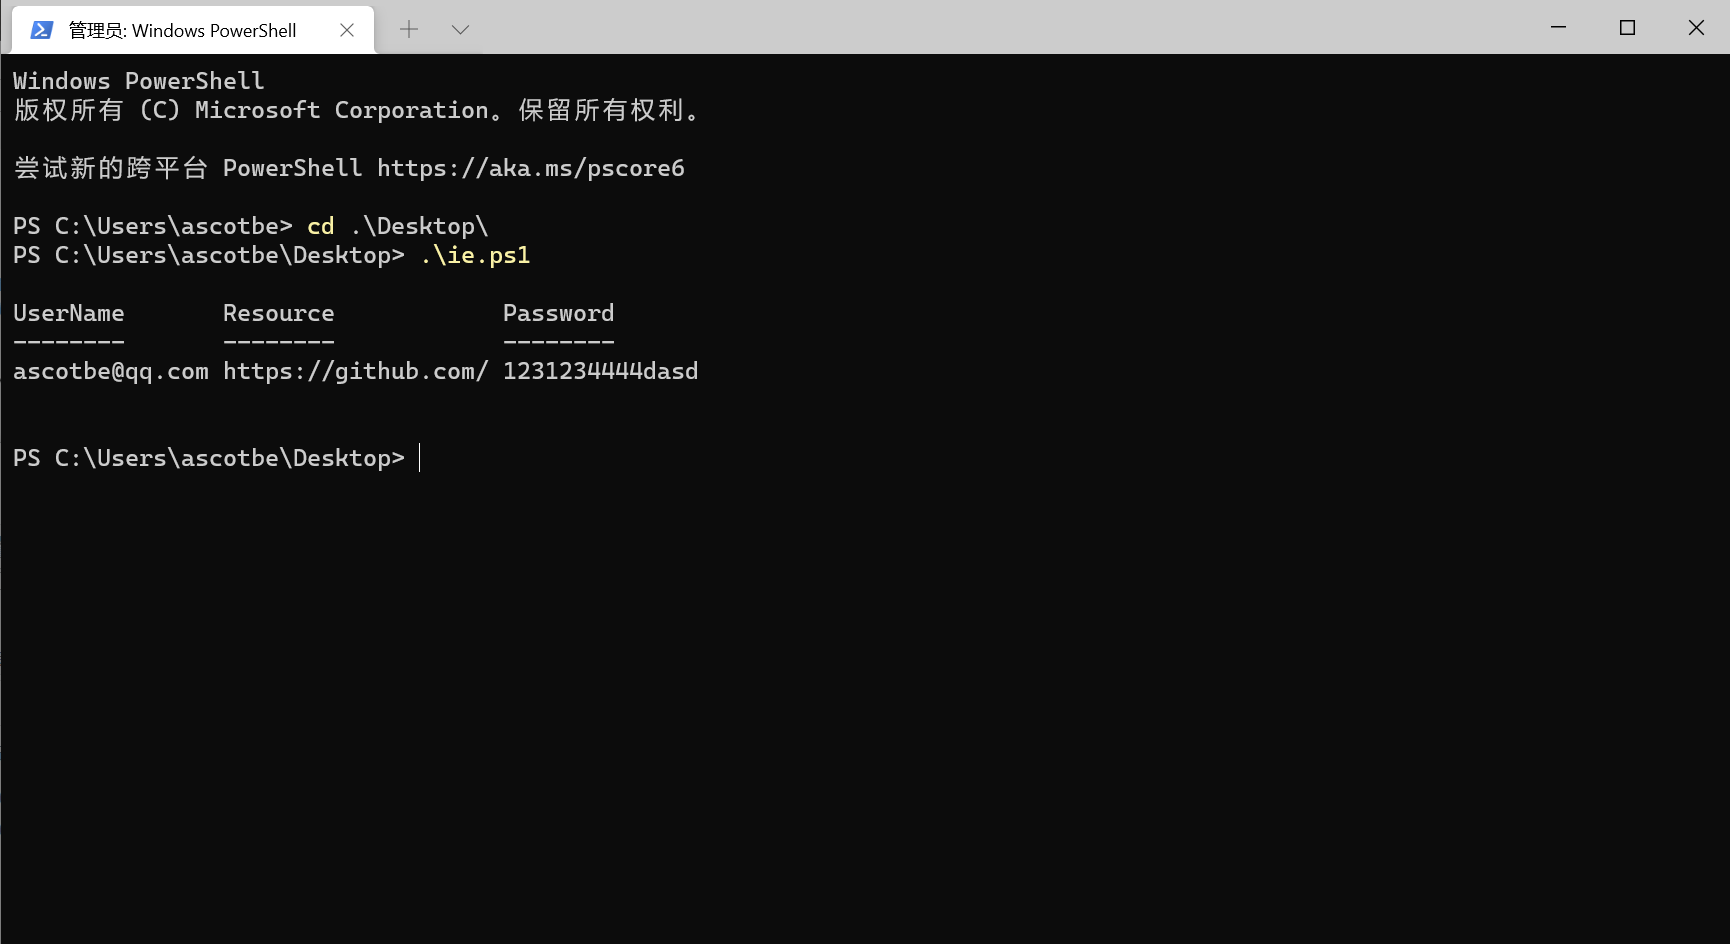 管理员: Windows PowerShell
Windows PowerShell
版权所有 (C) Microsoft Corporation。保留所有权利。
尝试新的跨平台 PowerShell https://aka.ms/pscore6
PS C:\Users\ascotbe> cd .\Desktop\
PS C:\Users\ascotbe\Desktop> .\ie.ps1
UserName Resource Password
-------- -------- --------
ascotbe@qq.com https://github.com/ 1231234444dasd
PS C:\Users\ascotbe\Desktop>